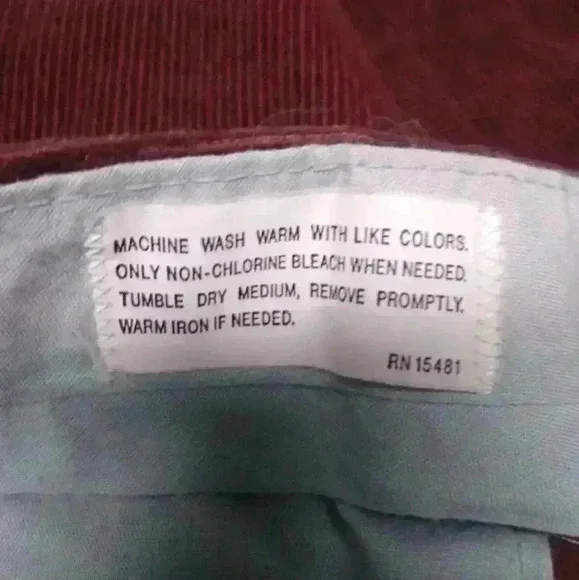 MACHINE WASH WARM WITH LIKE COLORS.
ONLY NON-CHLORINE BLEACH WHEN NEEDED.
TUMBLE DRY MEDIUM, REMOVE PROMPTLY.
WARM IRON IF NEEDED.
RN 15481